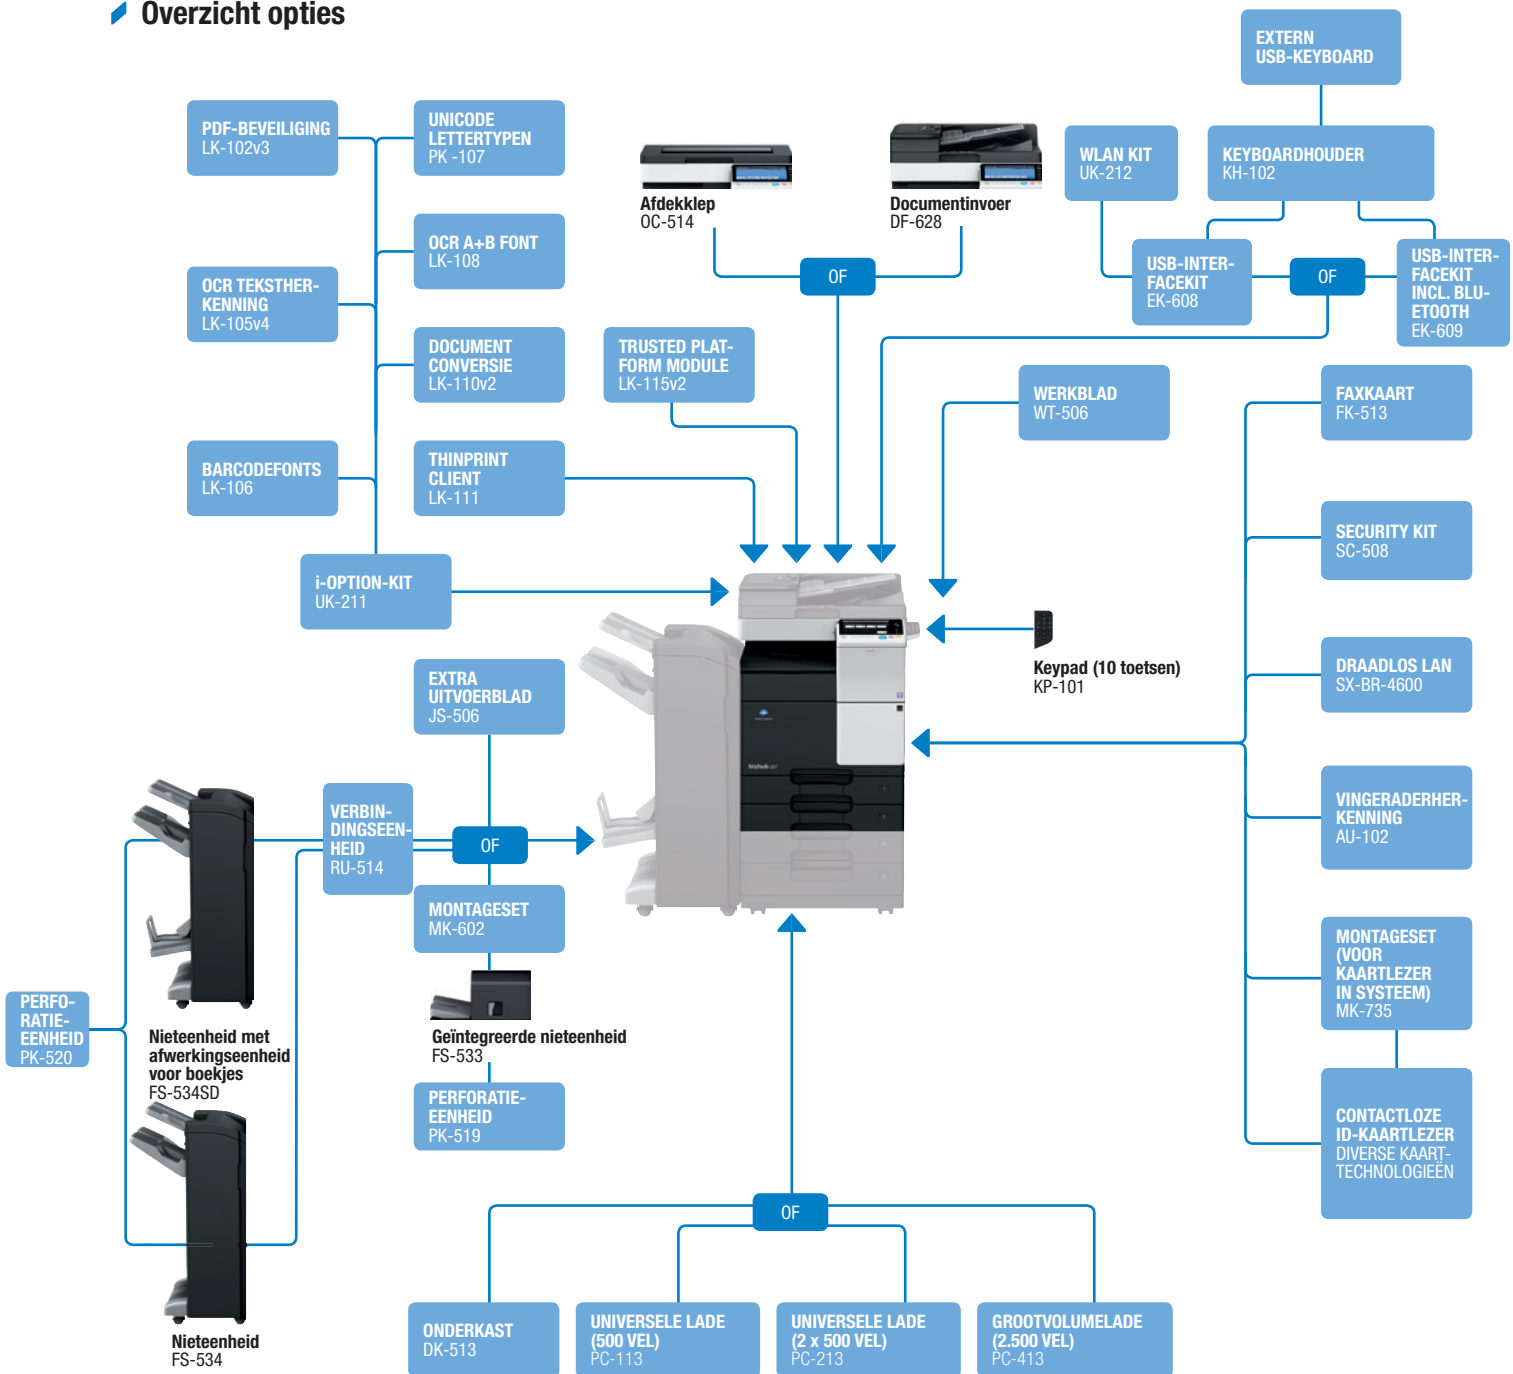 Overzicht opties
EXTERN
USB-KEYBOARD
PDF-BEVEILIGING
LK-102v3
UNICODE
LETTERTYPEN
PK -107
WLAN KIT
UK-212
KEYBOARDHOUDER
KH-102
Afdekklep
OC-514
Documentinvoer
DF-628
OCR A+B FONT
LK-108
OF
USB-INTER-
FACEKIT
EK-608
OF
USB-INTER-
FACEKIT
INCL. BLU-
ETOOTH
EK-609
OCR TEKSTHER-
KENNING
LK-105v4
DOCUMENT
CONVERSIE
LK-110v2
TRUSTED PLAT-
FORM MODULE
LK-115v2
WERKBLAD
WT-506
FAXKAART
FK-513
BARCODEFONTS
LK-106
THINPRINT
CLIENT
LK-111
SECURITY KIT
SC-508
i-OPTION-KIT
UK-211
Keypad (10 toetsen)
KP-101
DRAADLOS LAN
SX-BR-4600
EXTRA
UITVOERBLAD
JS-506
bizhub
VERBIN-
DINGSEEN-
HEID
RU-514
OF
VINGERADERHER-
KENNING
AU-102
MONTAGESET
MK-602
MONTAGESET
(VOOR
KAARTLEZER
IN SYSTEEM)
MK-735
PERFO-
RATIE-
EENHEID
PK-520
Nieteenheid met
afwerkingseenheid
voor boekjes
FS-534SD
Geïntegreerde nieteenheid
FS-533
PERFORATIE-
EENHEID
PK-519
CONTACTLOZE
ID-KAARTLEZER
DIVERSE KAART-
TECHNOLOGIEËN
OF
Nieteenheid
FS-534
ONDERKAST
DK-513
UNIVERSELE LADE
(500 VEL)
PC-113
UNIVERSELE LADE
(2 x 500 VEL)
PC-213
GROOTVOLUMELADE
(2.500 VEL)
PC-413